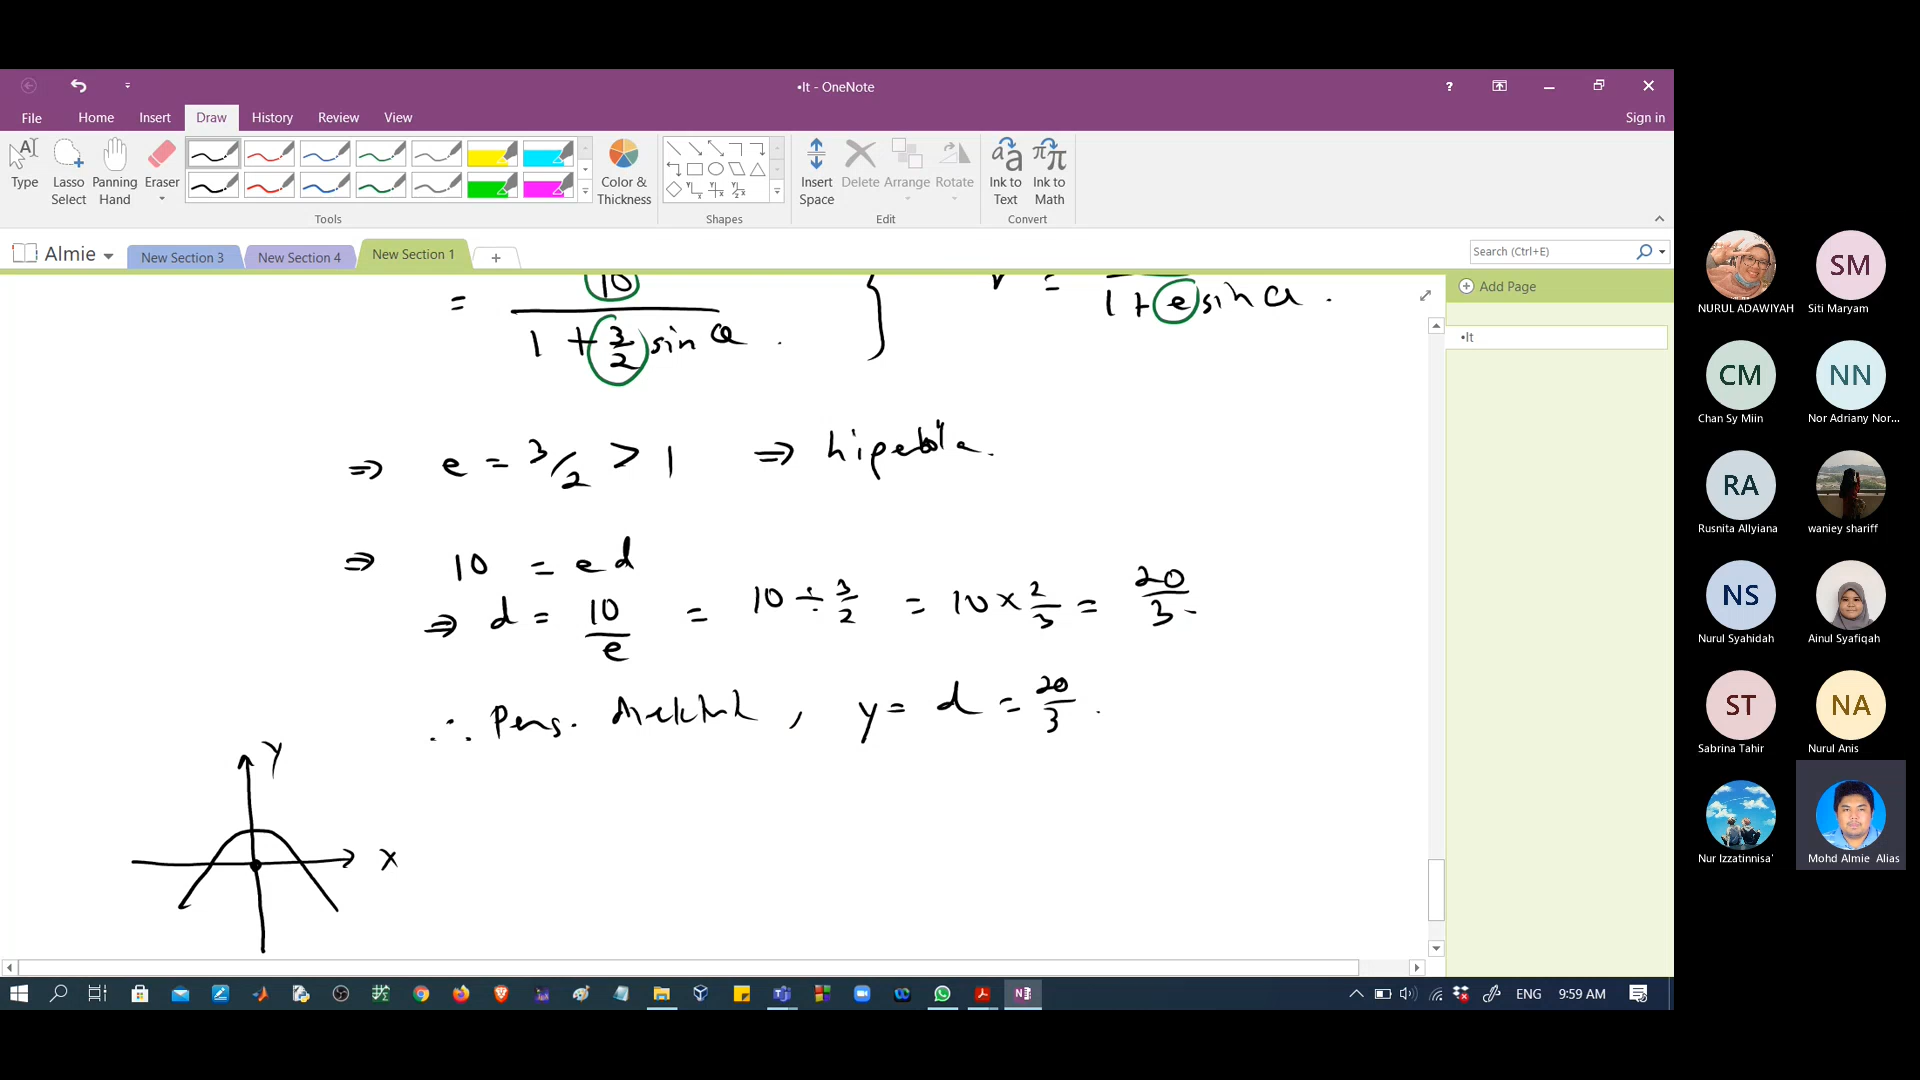 •It - OneNote
?
File Home Insert Draw History Review View
Sign in
Type
Lasso Select
Panning Hand
Eraser
Color & Thickness
Insert Space
Delete
Arrange
Rotate
Ink to Text
Ink to Math
Tools
Shapes
Edit
Convert
Almie
New Section 3
New Section 4
New Section 1
+
Search (Ctrl+E)
Add Page
•It
= 10 / (1 + 3/2 sin θ) . }
r = / (1 + e sin θ) .
⇒ e = 3/2 > 1 ⇒ hiperbola.
⇒ 10 = ed
⇒ d = 10/e = 10 ÷ 3/2 = 10 × 2/3 = 20/3 -
∴ Pers. direktrik , y = d = 20/3 .
y
x
NURUL ADAWIYAH
SM
Siti Maryam
CM
Chan Sy Miin
NN
Nor Adriany Nor...
RA
Rusnita Allyiana
waniey shariff
NS
Nurul Syahidah
Ainul Syafiqah
ST
Sabrina Tahir
NA
Nurul Anis
Nur Izzatinnisa'
Mohd Almie Alias
ENG
9:59 AM